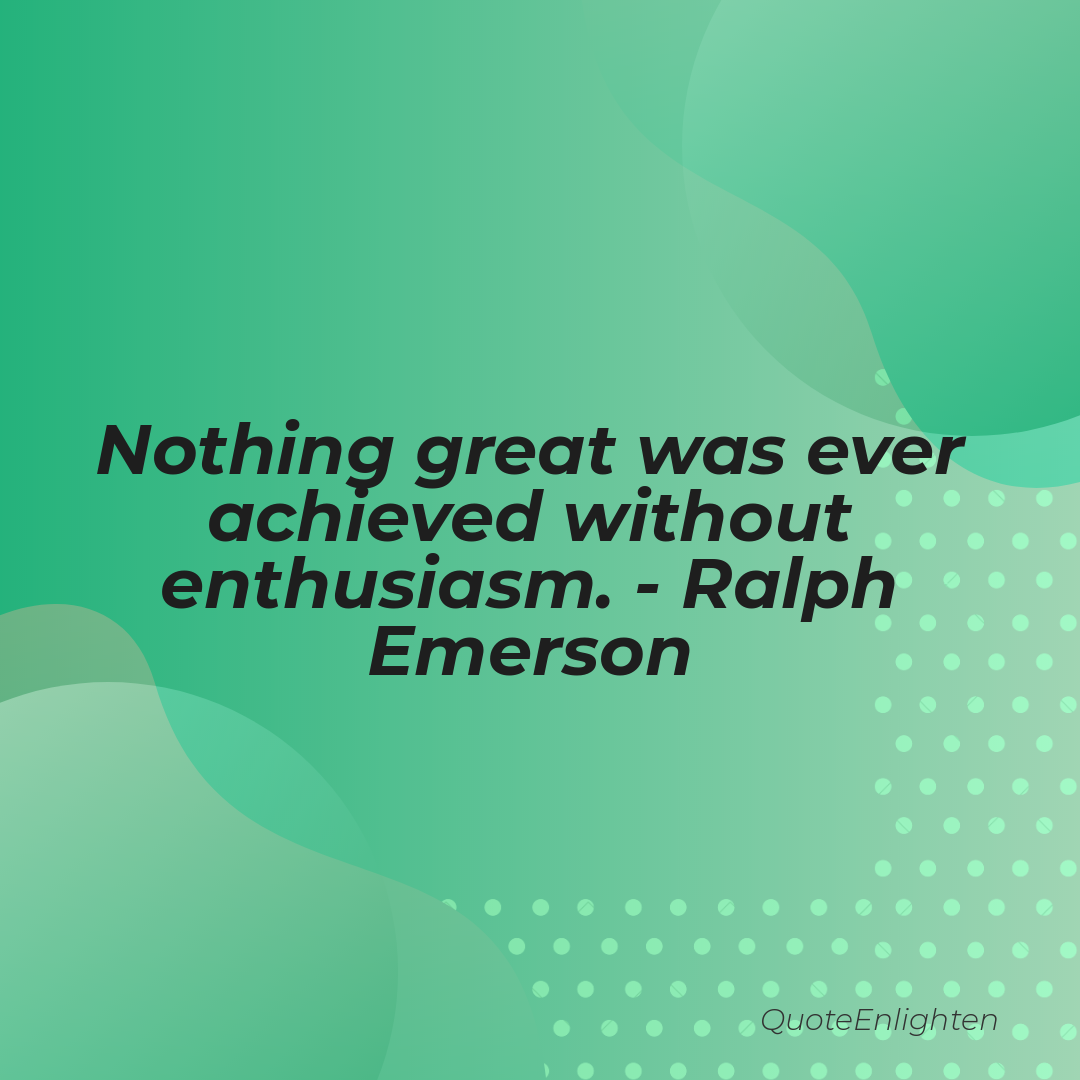 Nothing great was ever
achieved without
enthusiasm. - Ralph
Emerson
QuoteEnlighten